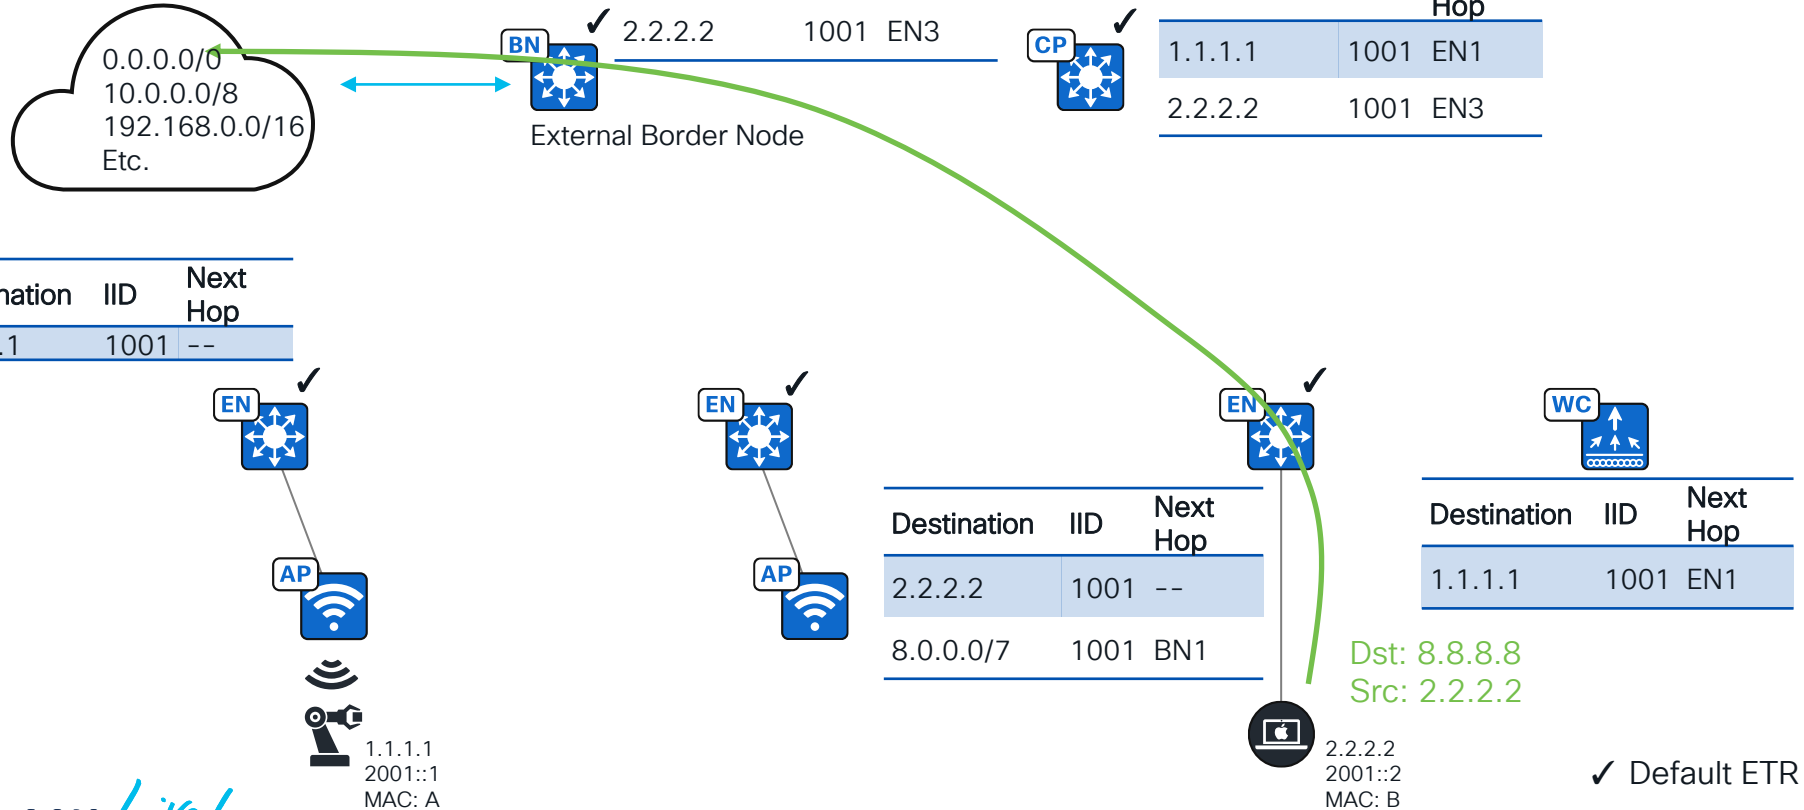 Hop
0.0.0.0/0
10.0.0.0/8
192.168.0.0/16
Etc.
BN
✓
2.2.2.2 1001 EN3
External Border Node
CP
✓
1.1.1.1 1001 EN1
2.2.2.2 1001 EN3
nation IID Next Hop
.1 1001 --
EN
✓
EN
✓
EN
✓
WC
AP
AP
Destination IID Next Hop
2.2.2.2 1001 --
8.0.0.0/7 1001 BN1
Destination IID Next Hop
1.1.1.1 1001 EN1
Dst: 8.8.8.8
Src: 2.2.2.2
1.1.1.1
2001::1
MAC: A
2.2.2.2
2001::2
MAC: B
✓ Default ETR